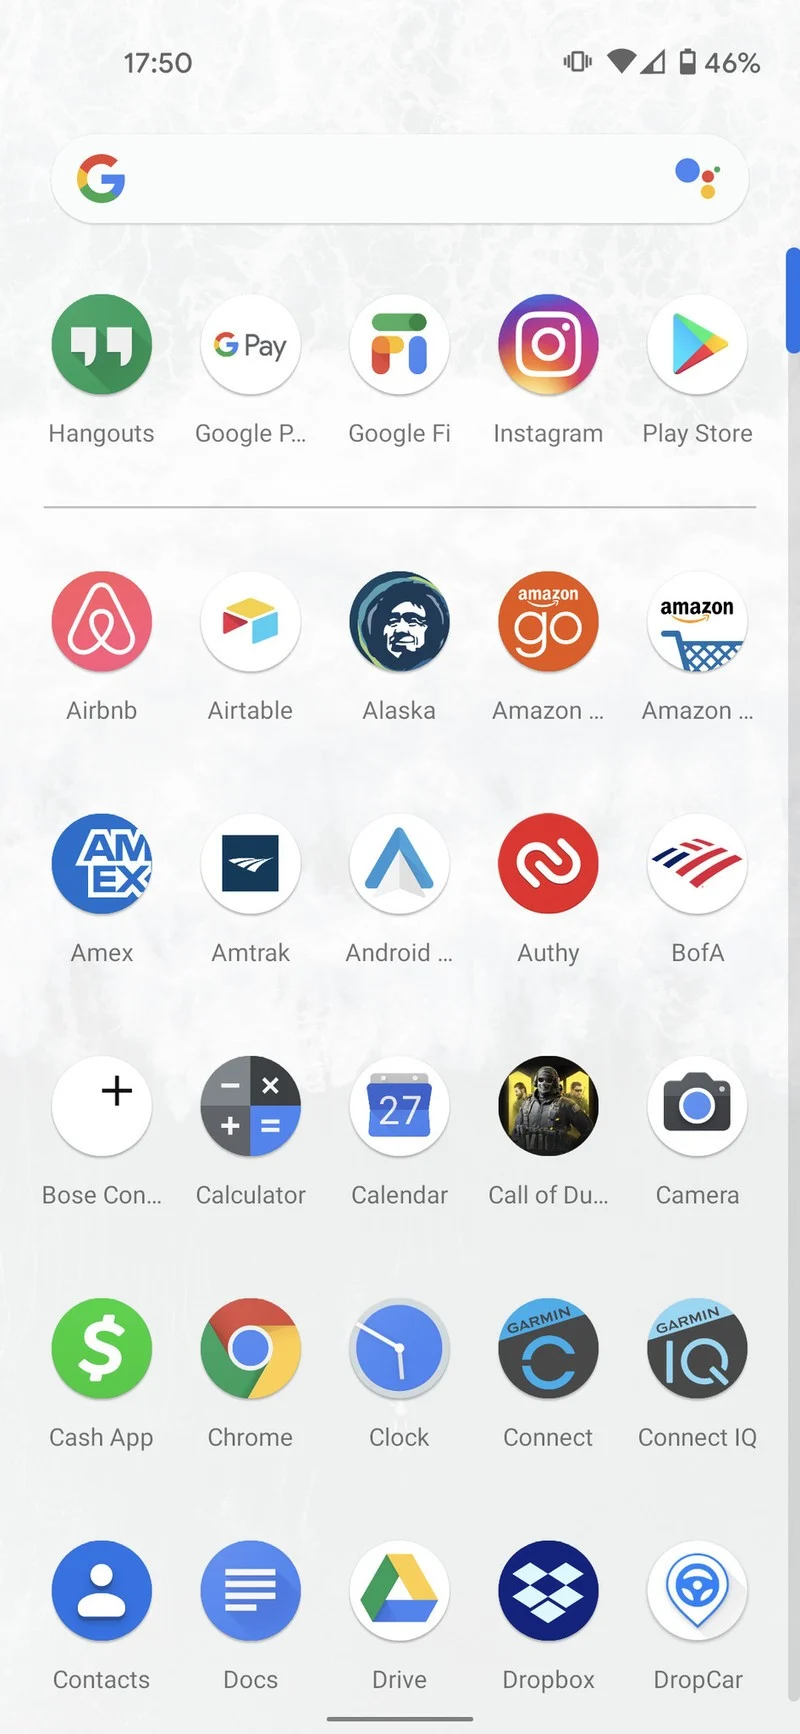 17:50 46%
G Pay
Hangouts Google P... Google Fi Instagram Play Store
amazon go amazon
Airbnb Airtable Alaska Amazon ... Amazon ...
AM
EX
Amex Amtrak Android ... Authy BofA
27
Bose Con... Calculator Calendar Call of Du... Camera
GARMIN GARMIN
IQ
Cash App Chrome Clock Connect Connect IQ
Contacts Docs Drive Dropbox DropCar